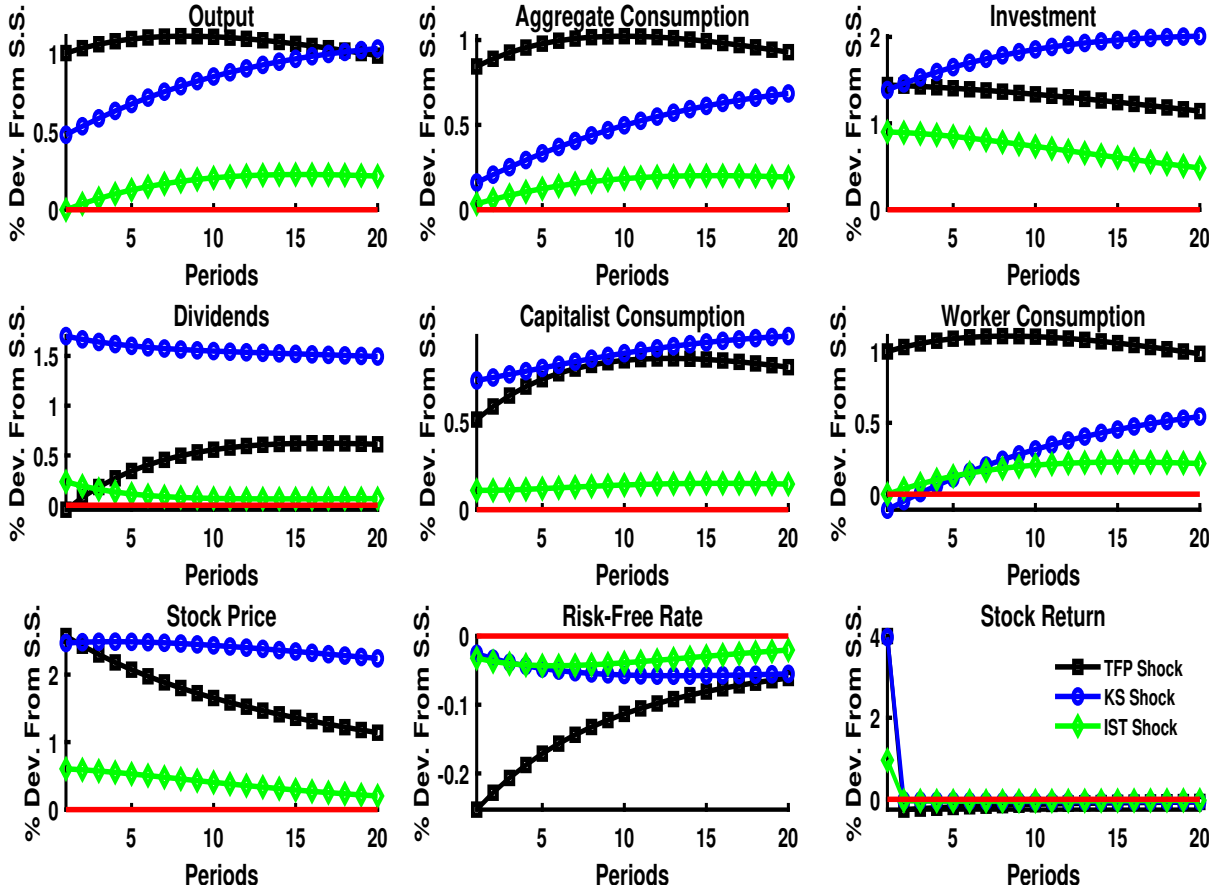 Output
Aggregate Consumption
Investment
% Dev. From S.S.
1
0.5
0
5 10 15 20
Periods
% Dev. From S.S.
1
0.5
0
5 10 15 20
Periods
% Dev. From S.S.
2
1
0
5 10 15 20
Periods
Dividends
Capitalist Consumption
Worker Consumption
% Dev. From S.S.
1.5
1
0.5
0
5 10 15 20
Periods
% Dev. From S.S.
0.5
0
5 10 15 20
Periods
% Dev. From S.S.
1
0.5
0
5 10 15 20
Periods
Stock Price
Risk-Free Rate
Stock Return
% Dev. From S.S.
2
1
0
5 10 15 20
Periods
% Dev. From S.S.
0
-0.1
-0.2
5 10 15 20
Periods
% Dev. From S.S.
4
2
0
TFP Shock
KS Shock
IST Shock
5 10 15 20
Periods